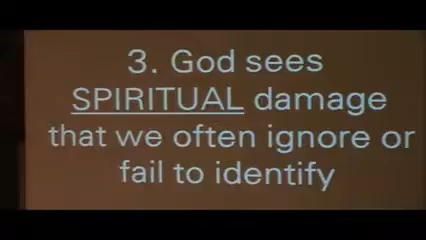 3. God sees
SPIRITUAL damage
that we often ignore or
fail to identify